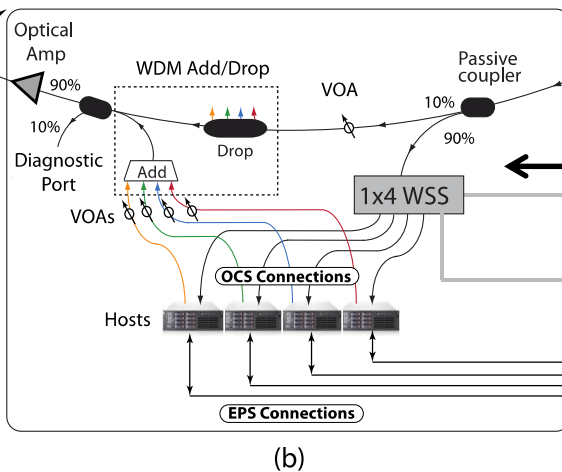 Optical
Amp
90%
10%
Diagnostic
Port
WDM Add/Drop
Drop
Add
VOAs
VOA
Passive
coupler
10%
90%
1x4 WSS
OCS Connections
Hosts
EPS Connections
(b)